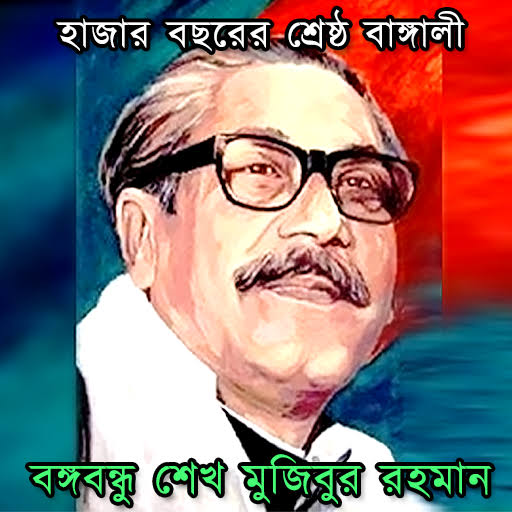 হাজার বছরের শ্রেষ্ঠ বাঙ্গালী
বঙ্গবন্ধু শেখ মুজিবুর রহমান